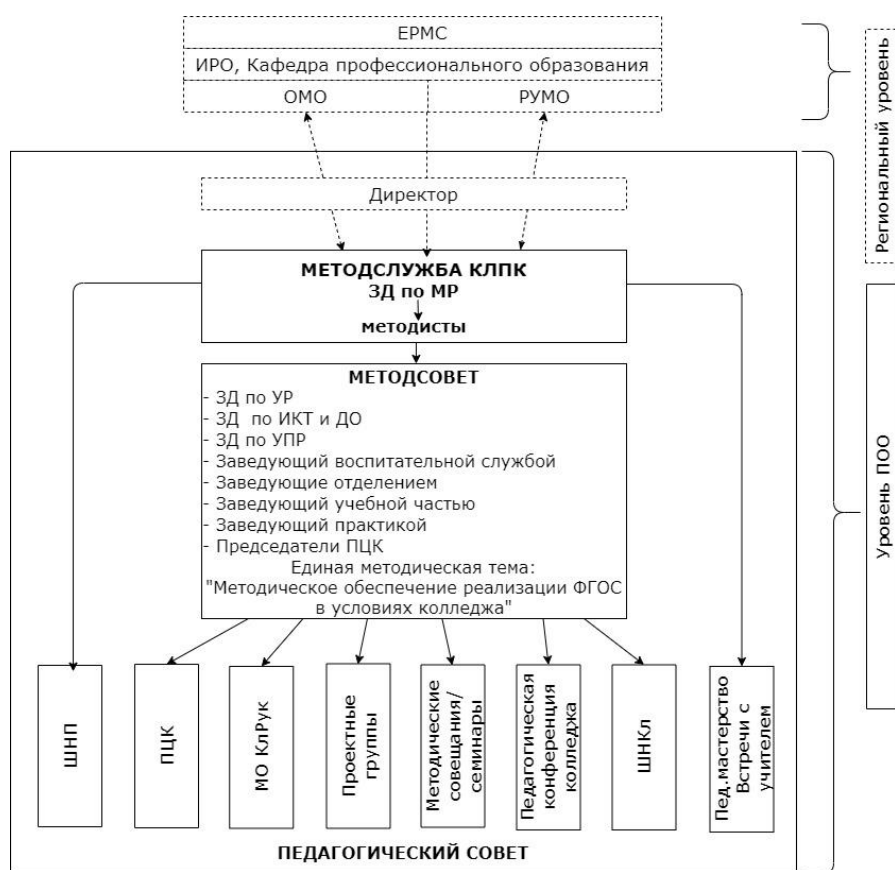 ЕРМС
ИРО, Кафедра профессионального образования
ОМО
РУМО
Региональный уровень
Директор
МЕТОДСЛУЖБА КЛПК
ЗД по МР
методисты
МЕТОДСОВЕТ
- ЗД по УР
- ЗД по ИКТ и ДО
- ЗД по УПР
- Заведующий воспитательной службой
- Заведующие отделением
- Заведующий учебной частью
- Заведующий практикой
- Председатели ПЦК
Единая методическая тема:
"Методическое обеспечение реализации ФГОС
в условиях колледжа"
Уровень ПОО
ШНП
ПЦК
МО КлРук
Проектные
группы
Методические
совещания/
семинары
Педагогическая
конференция
колледжа
ШНКл
Пед.мастерство
Встречи с
учителем
ПЕДАГОГИЧЕСКИЙ СОВЕТ